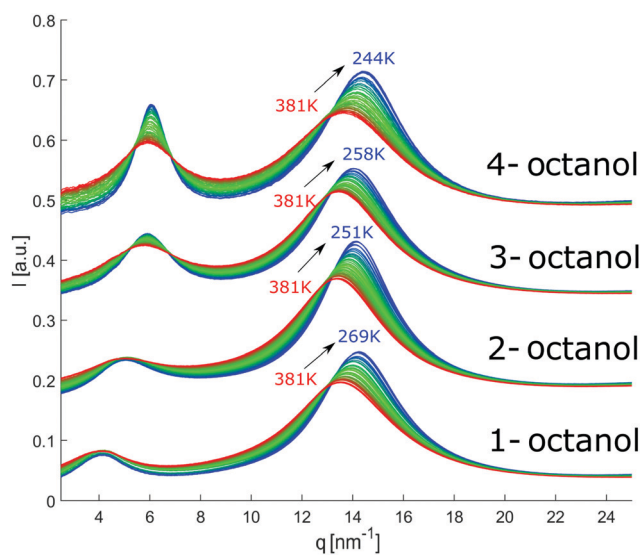 0.8
0.7
0.6
0.5
0.4
0.3
0.2
0.1
0
I [a.u.]
244K
381K
4- octanol
258K
381K
3- octanol
251K
381K
2- octanol
269K
381K
1- octanol
4 6 8 10 12 14 16 18 20 22 24
q [nm⁻¹]